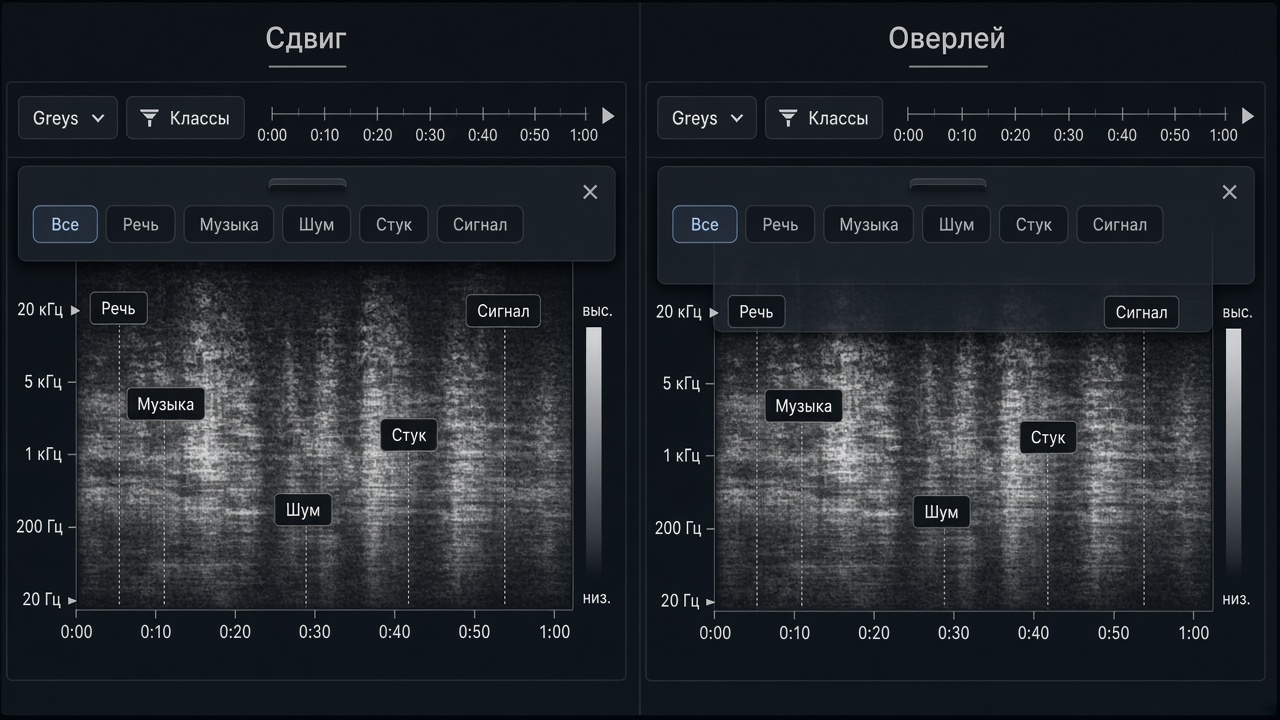 Сдвиг
Greys
Классы
0:00 0:10 0:20 0:30 0:40 0:50 1:00
Все Речь Музыка Шум Стук Сигнал
20 кГц
Речь
Сигнал
выс.
5 кГц
Музыка
Стук
1 кГц
Шум
200 Гц
20 Гц
низ.
0:00 0:10 0:20 0:30 0:40 0:50 1:00
Оверлей
Greys
Классы
0:00 0:10 0:20 0:30 0:40 0:50 1:00
Все Речь Музыка Шум Стук Сигнал
20 кГц
Речь
Сигнал
выс.
5 кГц
Музыка
Стук
1 кГц
Шум
200 Гц
20 Гц
низ.
0:00 0:10 0:20 0:30 0:40 0:50 1:00